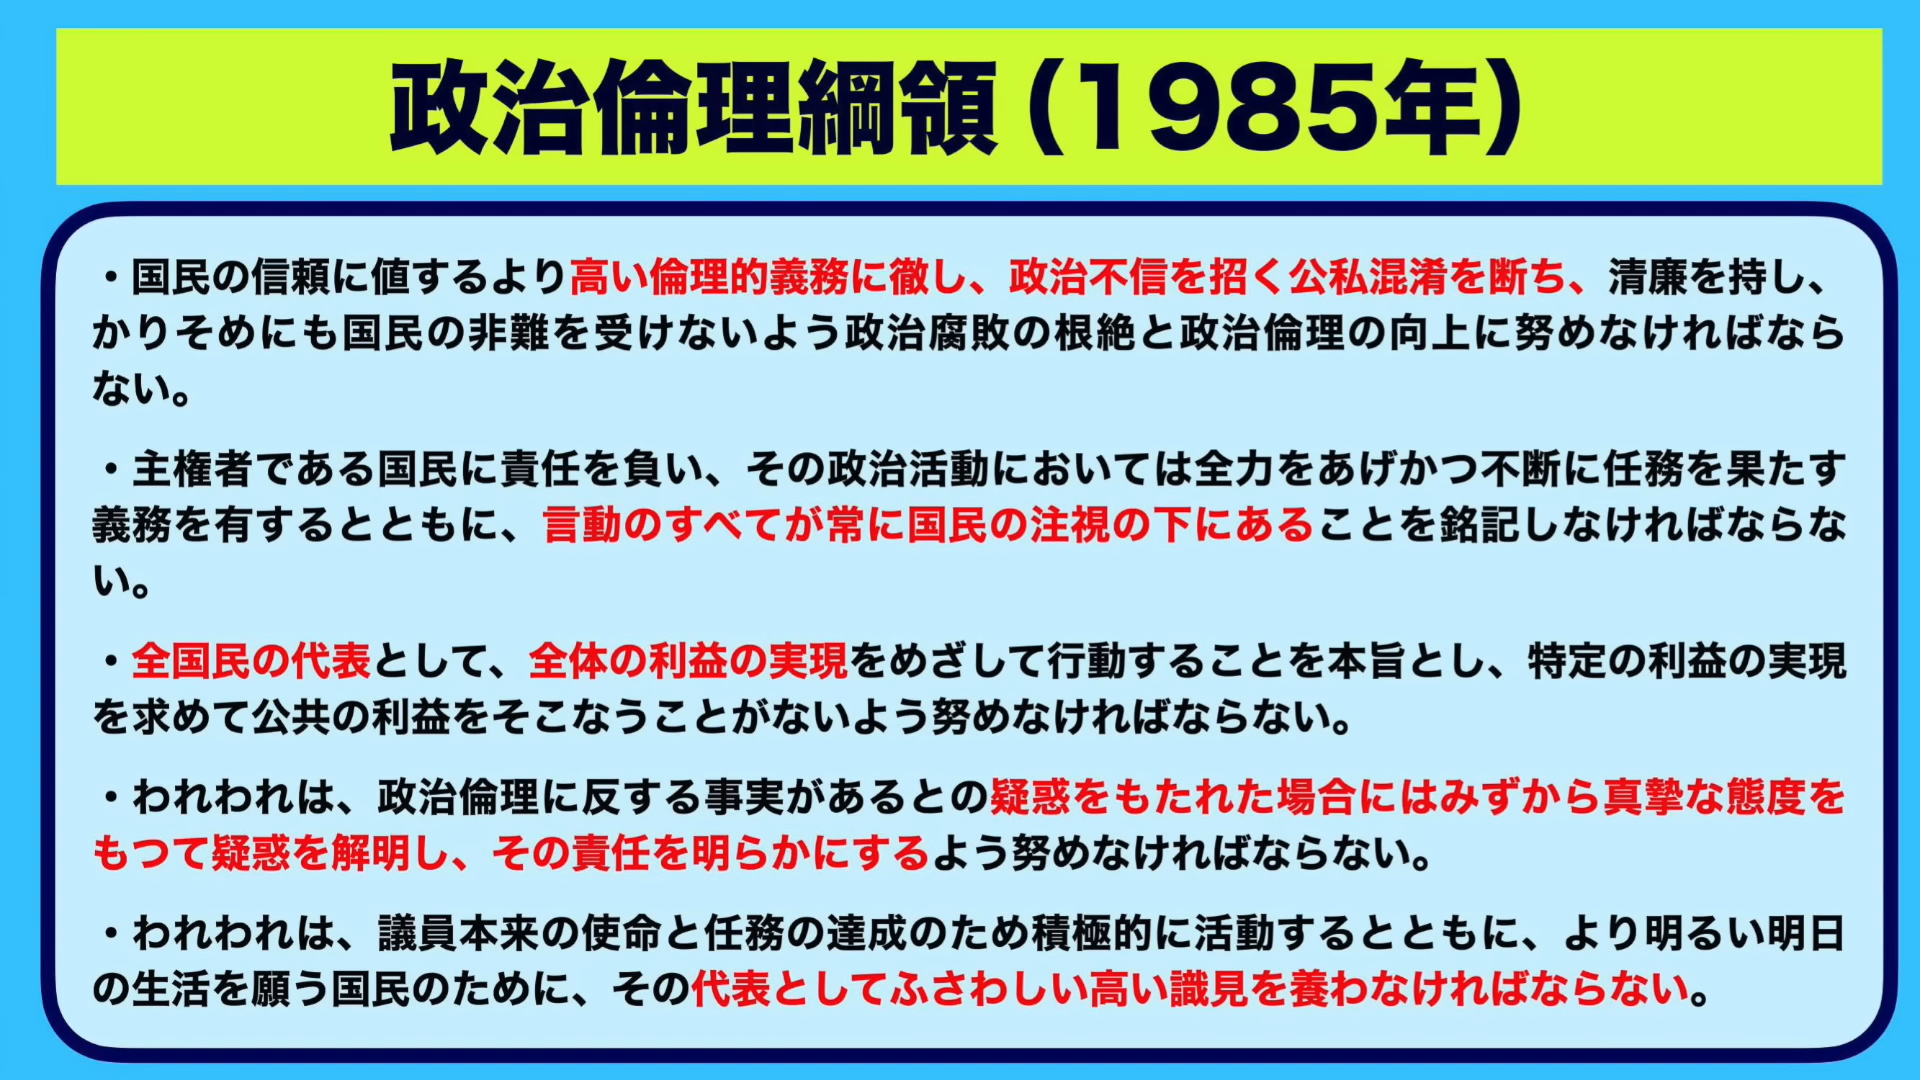 政治倫理綱領（1985年）
・国民の信頼に値するより高い倫理的義務に徹し、政治不信を招く公私混淆を断ち、清廉を持し、
かりそめにも国民の非難を受けないよう政治腐敗の根絶と政治倫理の向上に努めなければなら
ない。
・主権者である国民に責任を負い、その政治活動においては全力をあげかつ不断に任務を果たす
義務を有するとともに、言動のすべてが常に国民の注視の下にあることを銘記しなければならな
い。
・全国民の代表として、全体の利益の実現をめざして行動することを本旨とし、特定の利益の実現
を求めて公共の利益をそこなうことがないよう努めなければならない。
・われわれは、政治倫理に反する事実があるとの疑惑をもたれた場合にはみずから真摯な態度を
もつて疑惑を解明し、その責任を明らかにするよう努めなければならない。
・われわれは、議員本来の使命と任務の達成のため積極的に活動するとともに、より明るい明日
の生活を願う国民のために、その代表としてふさわしい高い識見を養わなければならない。